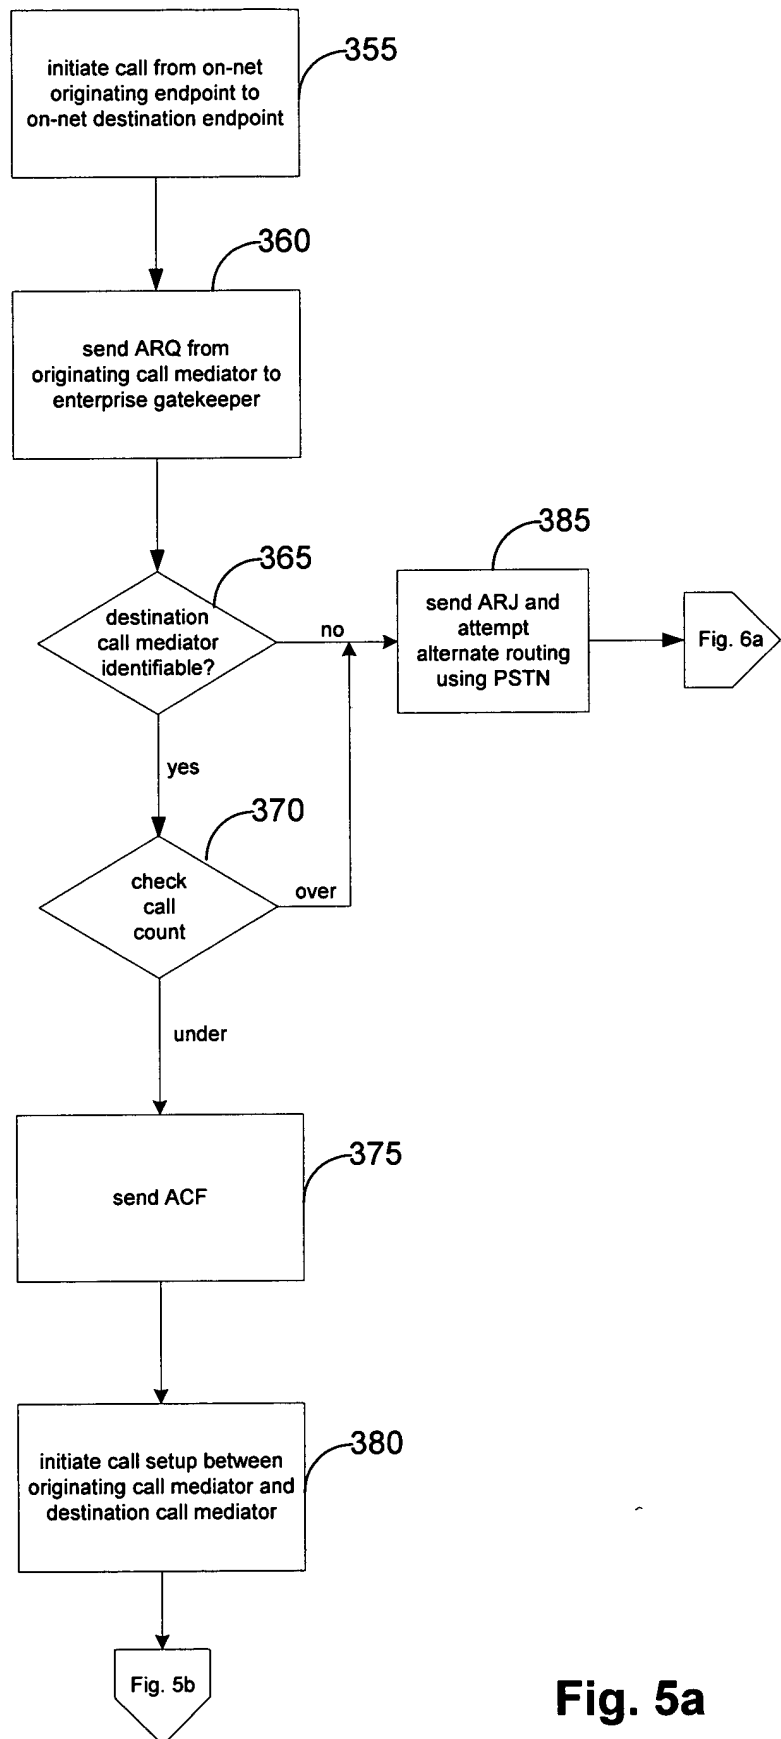 initiate call from on-net
originating endpoint to
on-net destination endpoint
355
360
send ARQ from
originating call mediator to
enterprise gatekeeper
365
destination
call mediator
identifiable?
no
385
send ARJ and
attempt
alternate routing
using PSTN
Fig. 6a
yes
370
check
call
count
over
under
375
send ACF
380
initiate call setup between
originating call mediator and
destination call mediator
Fig. 5b
Fig. 5a